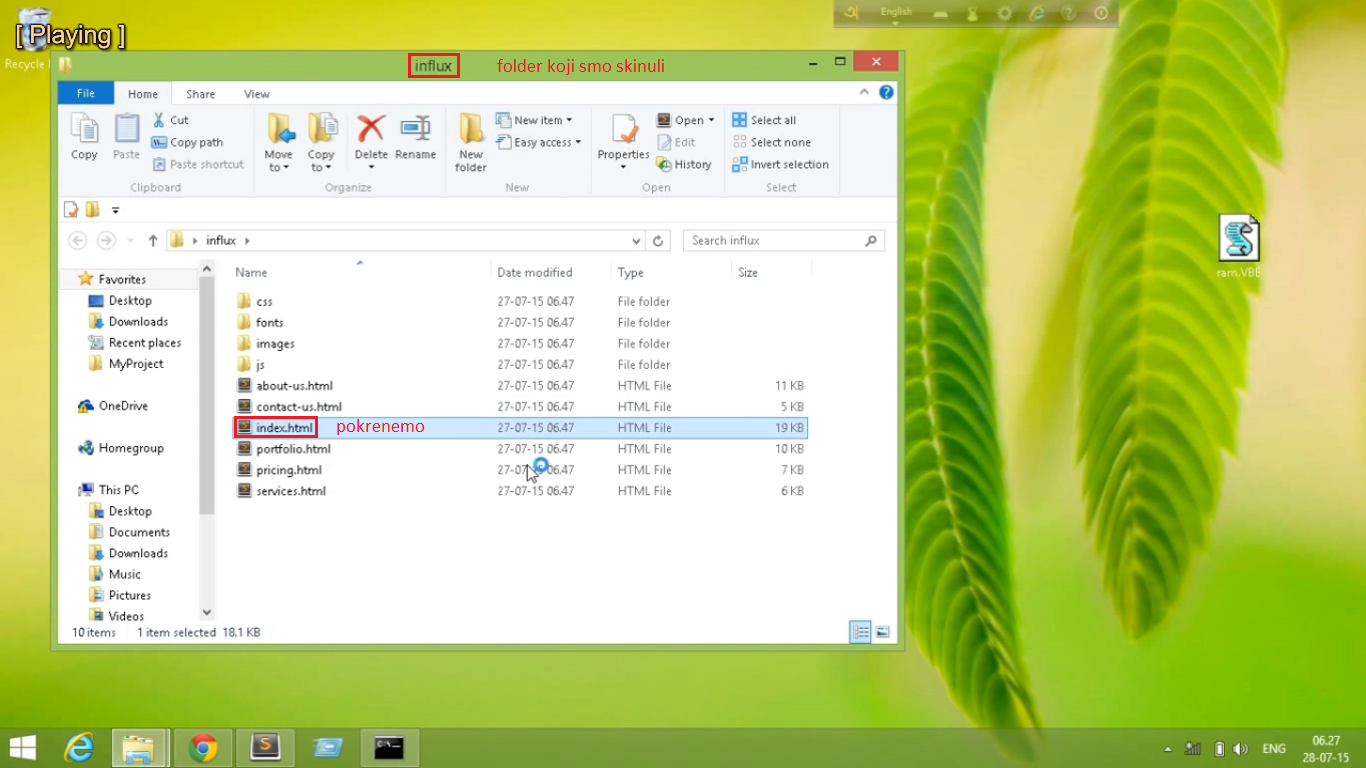 [ Playing ]
English
Recycle
influx folder koji smo skinuli
File Home Share View
Copy
Paste
Cut
Copy path
Paste shortcut
Clipboard
Move to
Copy to
Delete
Rename
Organize
New folder
New item
Easy access
New
Properties
Open
Edit
History
Open
Select all
Select none
Invert selection
Select
influx
Search influx
Favorites
Desktop
Downloads
Recent places
MyProject
OneDrive
Homegroup
This PC
Desktop
Documents
Downloads
Music
Pictures
Videos
Name Date modified Type Size
css 27-07-15 06.47 File folder
fonts 27-07-15 06.47 File folder
images 27-07-15 06.47 File folder
js 27-07-15 06.47 File folder
about-us.html 27-07-15 06.47 HTML File 11 KB
contact-us.html 27-07-15 06.47 HTML File 5 KB
index.html pokrenemo 27-07-15 06.47 HTML File 19 KB
portfolio.html 27-07-15 06.47 HTML File 10 KB
pricing.html 27-07-15 06.47 HTML File 7 KB
services.html 27-07-15 06.47 HTML File 6 KB
10 items 1 item selected 18.1 KB
ram.VBE
ENG
06.27
28-07-15